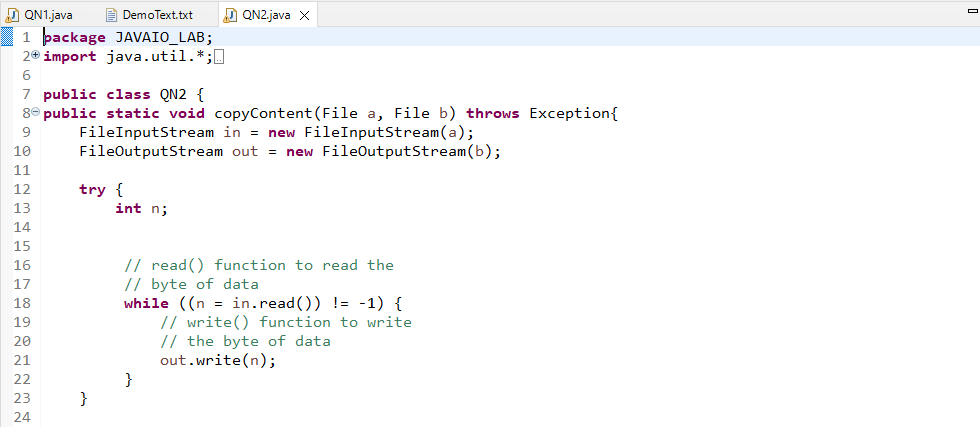 QN1.java DemoText.txt QN2.java
1 package JAVAIO_LAB;
2 import java.util.*;
6
7 public class QN2 {
8 public static void copyContent(File a, File b) throws Exception{
9 FileInputStream in = new FileInputStream(a);
10 FileOutputStream out = new FileOutputStream(b);
11
12 try {
13 int n;
14
15
16 // read() function to read the
17 // byte of data
18 while ((n = in.read()) != -1) {
19 // write() function to write
20 // the byte of data
21 out.write(n);
22 }
23 }
24